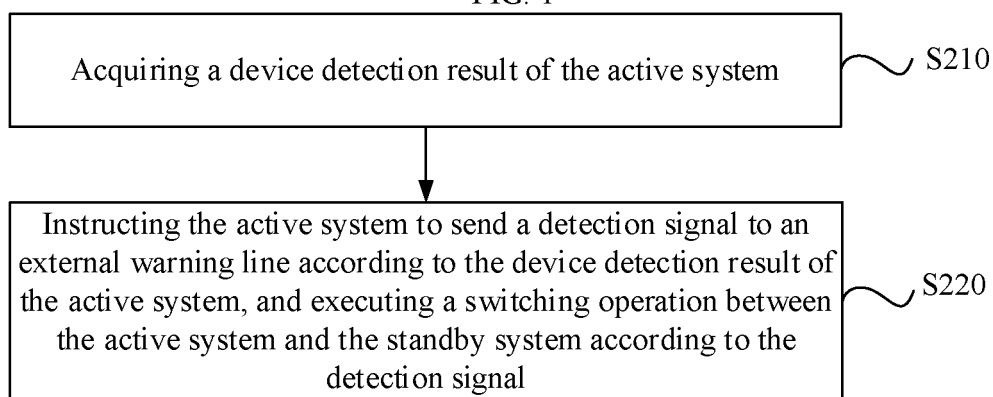 Acquiring a device detection result of the active system
S210
Instructing the active system to send a detection signal to an
external warning line according to the device detection result of
the active system, and executing a switching operation between
the active system and the standby system according to the
detection signal
S220